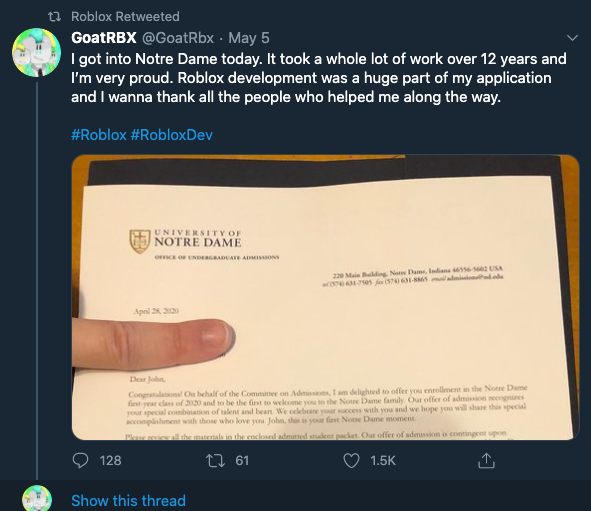 Roblox Retweeted
GoatRBX @GoatRbx · May 5
I got into Notre Dame today. It took a whole lot of work over 12 years and
I'm very proud. Roblox development was a huge part of my application
and I wanna thank all the people who helped me along the way.
#Roblox #RobloxDev
UNIVERSITY OF
NOTRE DAME
OFFICE OF UNDERGRADUATE ADMISSIONS
220 Main Building, Notre Dame, Indiana 46556-5602 USA
tel (574) 631-7505 fax (574) 631-8865 email admissions@nd.edu
April 28, 2020
Dear John,
Congratulations! On behalf of the Committee on Admissions, I am delighted to offer you enrollment in the Notre Dame
first-year class of 2020 and to be the first to welcome you to the Notre Dame family. Our offer of admission recognizes
your special combination of talent and heart. We celebrate your success with you and we hope you will share this special
accomplishment with those who love you. John, this is your first Notre Dame moment.
Please review all the materials in the enclosed admitted student packet. Our offer of admission is contingent upon
128
61
1.5K
Show this thread